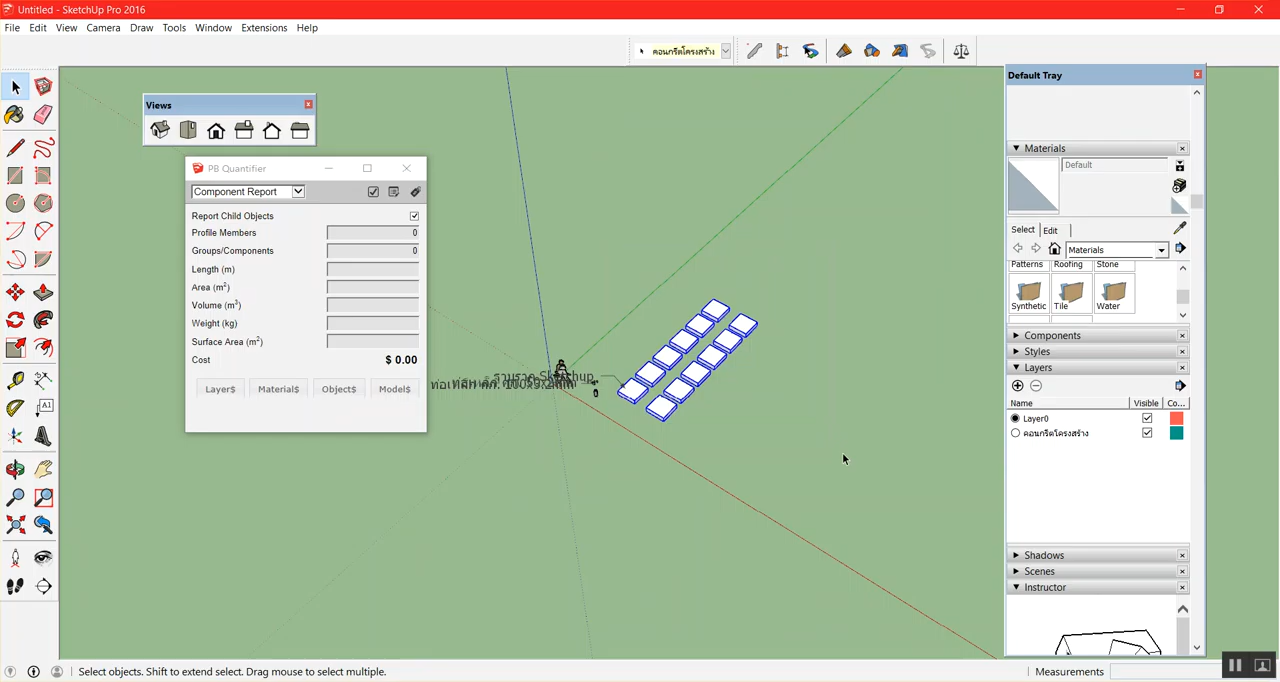 Untitled - SketchUp Pro 2016
File Edit View Camera Draw Tools Window Extensions Help
คอนกรีตโครงสร้าง
Views
PB Quantifier
Component Report
Report Child Objects
Profile Members 0
Groups/Components 0
Length (m)
Area (m²)
Volume (m³)
Weight (kg)
Surface Area (m²)
Cost $ 0.00
Layer$ Material$ Object$ Model$
Default Tray
Materials
Default
Select Edit
Materials
Patterns Roofing Stone
Synthetic Tile Water
Components
Styles
Layers
Name Visible Co...
Layer0
คอนกรีตโครงสร้าง
Shadows
Scenes
Instructor
Select objects. Shift to extend select. Drag mouse to select multiple.
Measurements